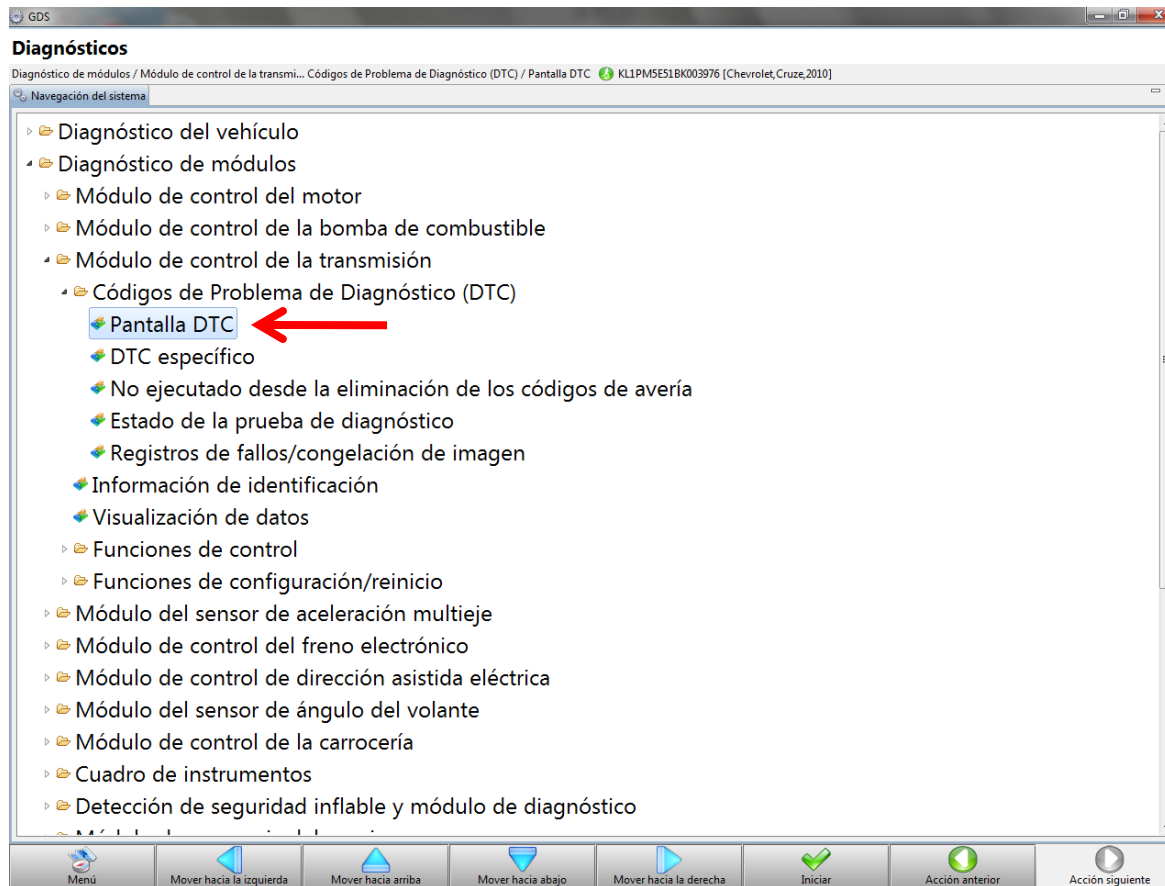 GDS
Diagnósticos
Diagnóstico de módulos / Módulo de control de la transmi... Códigos de Problema de Diagnóstico (DTC) / Pantalla DTC KL1PM5E51BK003976 [Chevrolet,Cruze,2010]
Navegación del sistema
Diagnóstico del vehículo
Diagnóstico de módulos
Módulo de control del motor
Módulo de control de la bomba de combustible
Módulo de control de la transmisión
Códigos de Problema de Diagnóstico (DTC)
Pantalla DTC
DTC específico
No ejecutado desde la eliminación de los códigos de avería
Estado de la prueba de diagnóstico
Registros de fallos/congelación de imagen
Información de identificación
Visualización de datos
Funciones de control
Funciones de configuración/reinicio
Módulo del sensor de aceleración multieje
Módulo de control del freno electrónico
Módulo de control de dirección asistida eléctrica
Módulo del sensor de ángulo del volante
Módulo de control de la carrocería
Cuadro de instrumentos
Detección de seguridad inflable y módulo de diagnóstico
Menú Mover hacia la izquierda Mover hacia arriba Mover hacia abajo Mover hacia la derecha Iniciar Acción anterior Acción siguiente